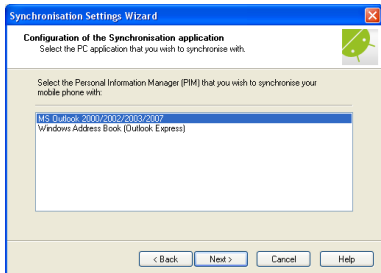 Synchronisation Settings Wizard
Configuration of the Synchronisation application
Select the PC application that you wish to synchronise with.
Select the Personal Information Manager (PIM) that you wish to synchronise your
mobile phone with:
MS Outlook 2000/2002/2003/2007
Windows Address Book (Outlook Express)
< Back Next > Cancel Help